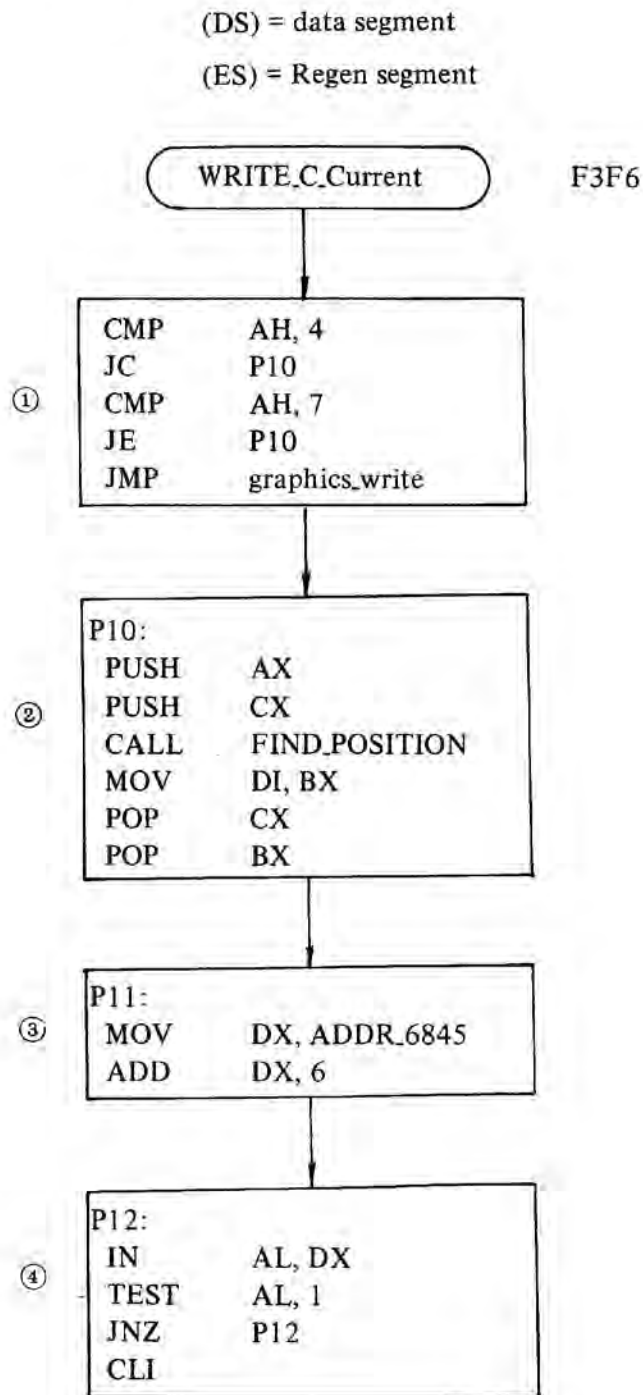 (DS) = data segment
(ES) = Regen segment
WRITE_C_Current F3F6
①
CMP AH, 4
JC P10
CMP AH, 7
JE P10
JMP graphics_write
②
P10:
PUSH AX
PUSH CX
CALL FIND_POSITION
MOV DI, BX
POP CX
POP BX
③
P11:
MOV DX, ADDR_6845
ADD DX, 6
④
P12:
IN AL, DX
TEST AL, 1
JNZ P12
CLI